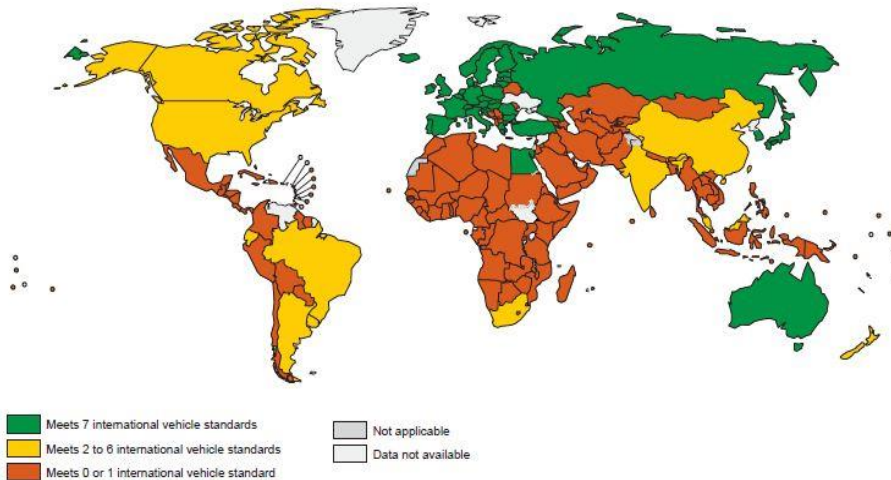 Meets 7 international vehicle standards
Meets 2 to 6 international vehicle standards
Meets 0 or 1 international vehicle standard
Not applicable
Data not available